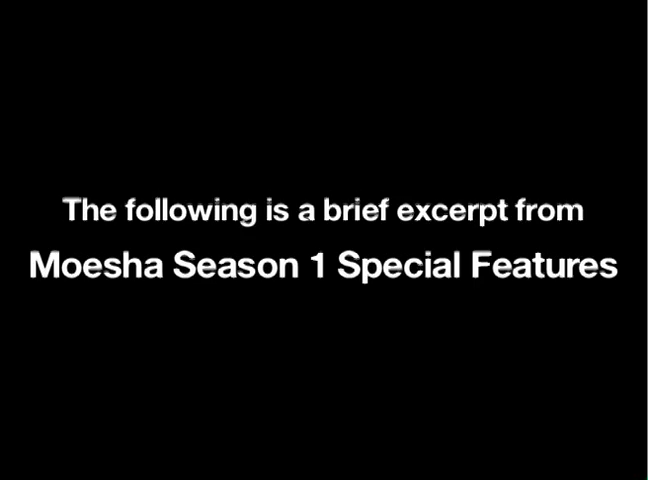 The following is a brief excerpt from
Moesha Season 1 Special Features